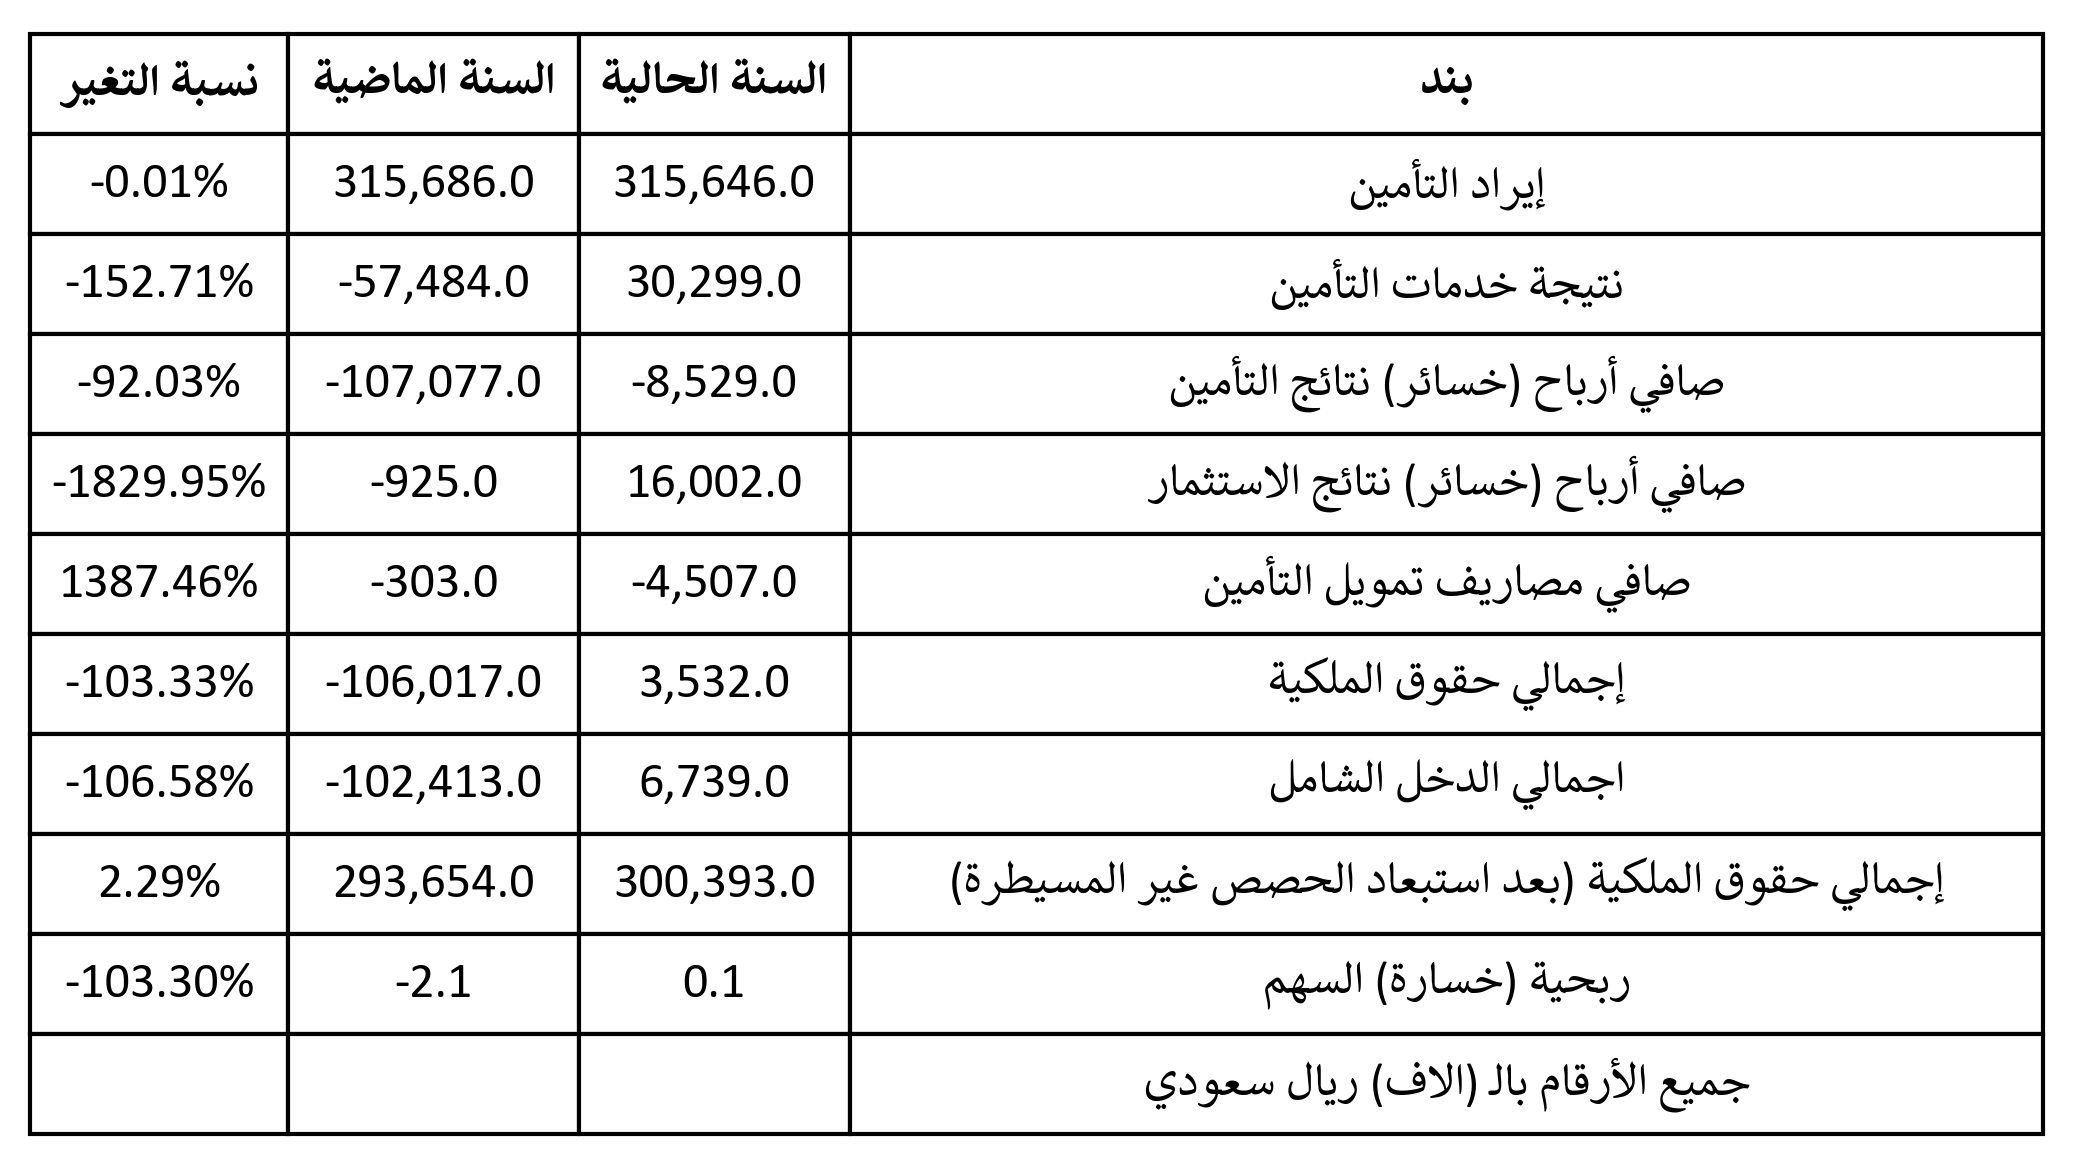 بند السنة الحالية السنة الماضية نسبة التغير
إيراد التأمين 315,646.0 315,686.0 -0.01%
نتيجة خدمات التأمين 30,299.0 -57,484.0 -152.71%
صافي أرباح (خسائر) نتائج التأمين -8,529.0 -107,077.0 -92.03%
صافي أرباح (خسائر) نتائج الاستثمار 16,002.0 -925.0 -1829.95%
صافي مصاريف تمويل التأمين -4,507.0 -303.0 1387.46%
إجمالي حقوق الملكية 3,532.0 -106,017.0 -103.33%
اجمالي الدخل الشامل 6,739.0 -102,413.0 -106.58%
إجمالي حقوق الملكية (بعد استبعاد الحصص غير المسيطرة) 300,393.0 293,654.0 2.29%
ربحية (خسارة) السهم 0.1 -2.1 -103.30%
جميع الأرقام بالـ (الاف) ريال سعودي